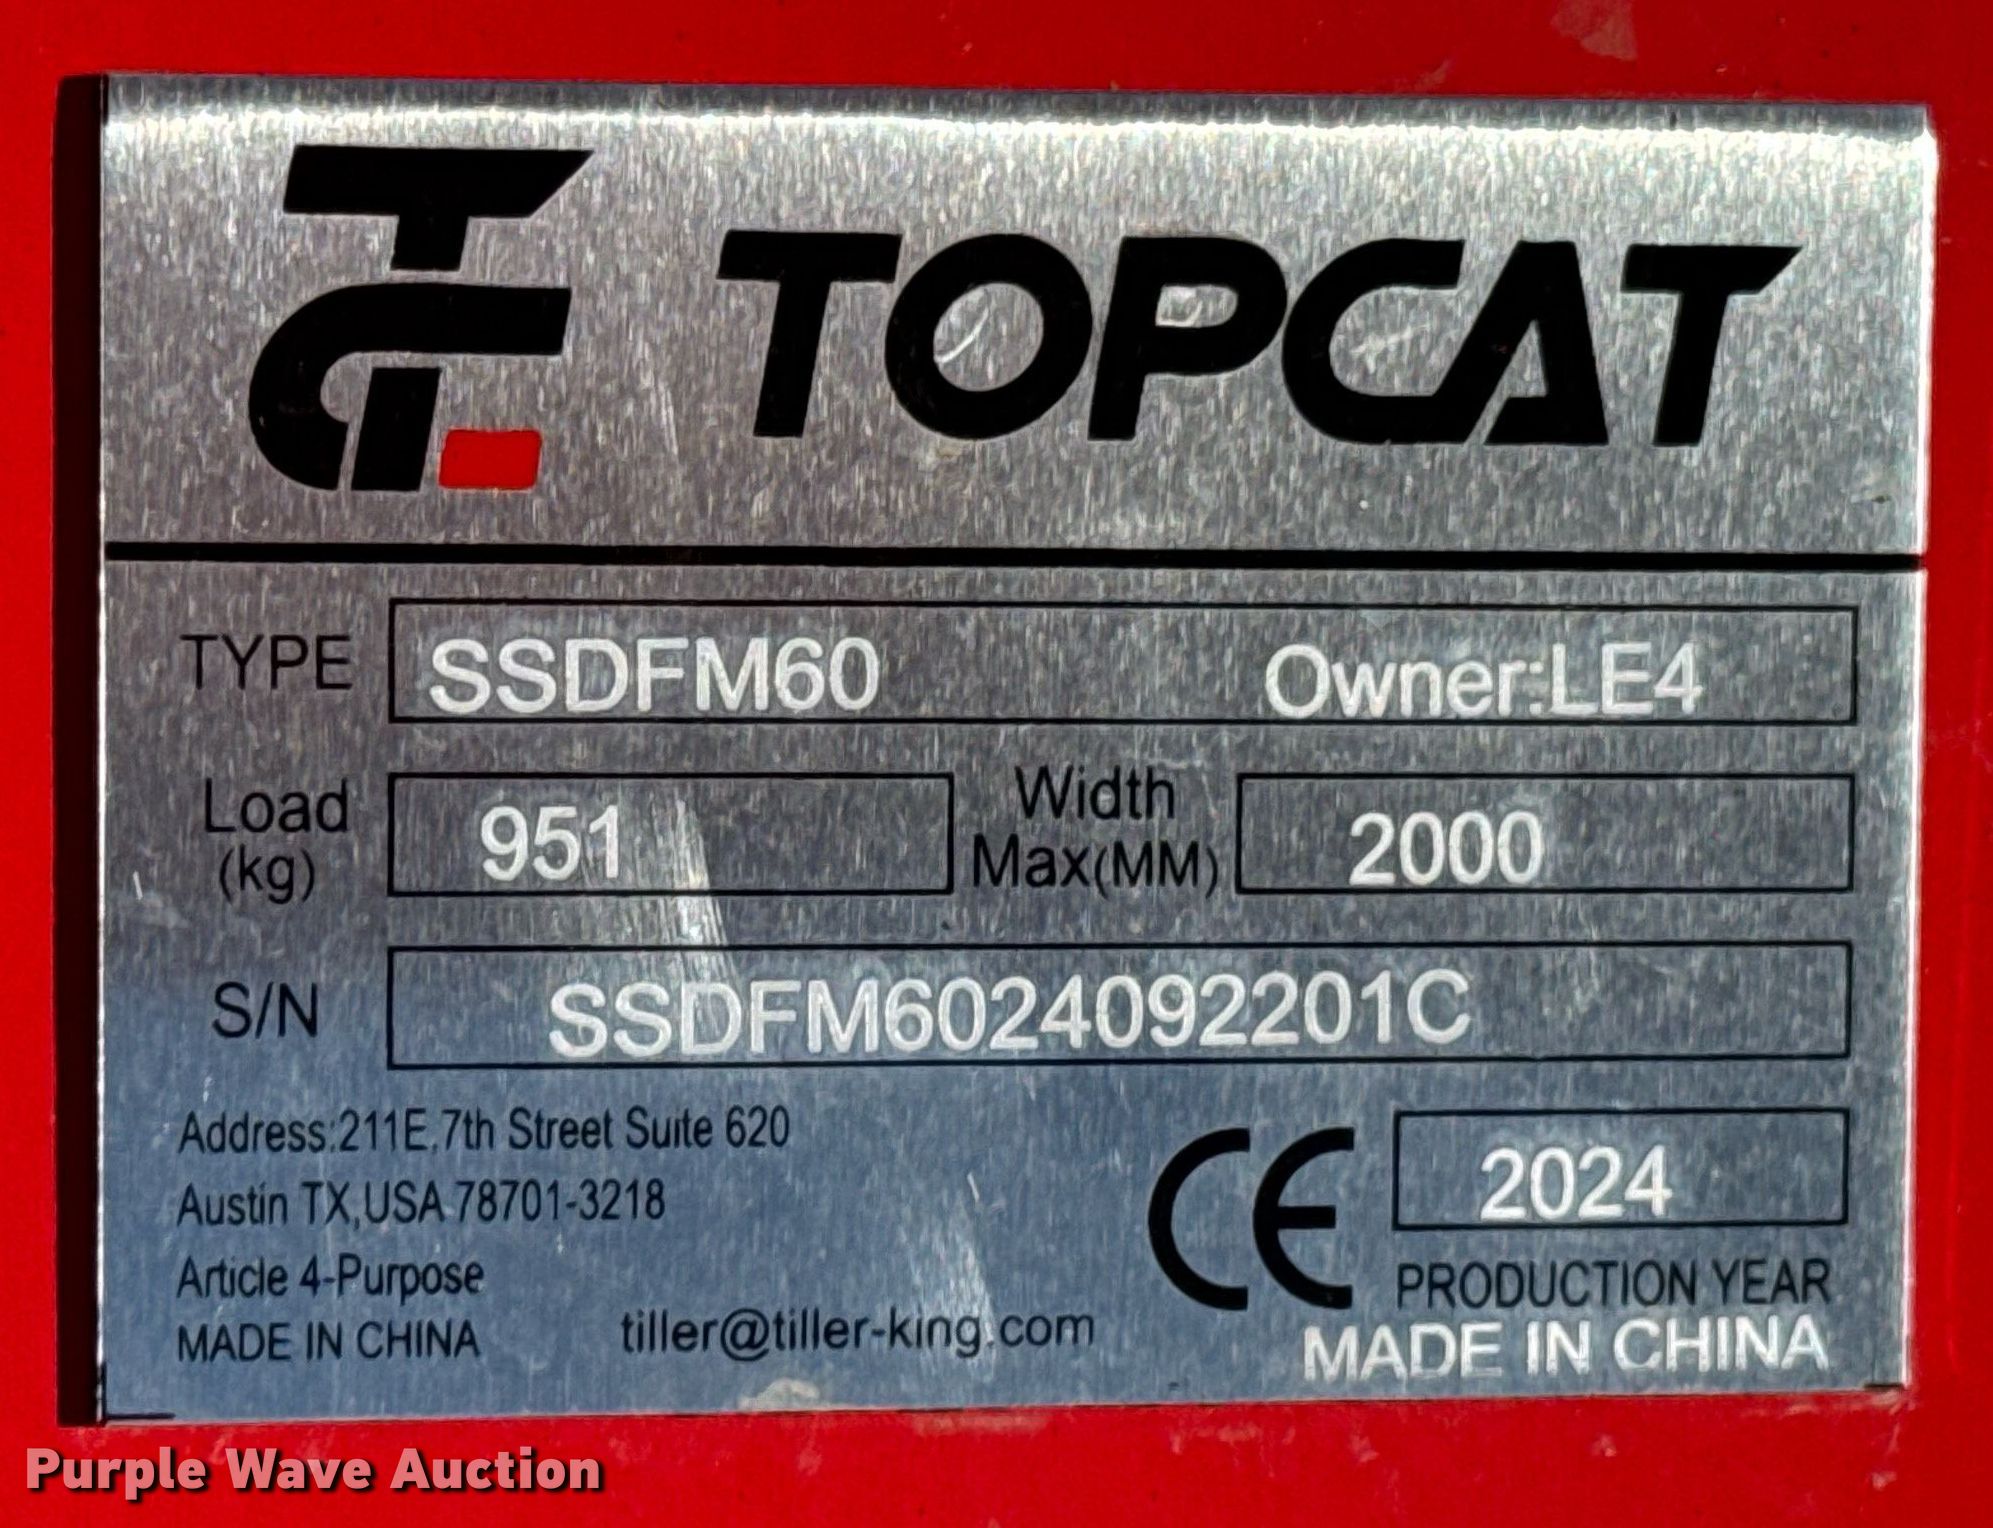 TOPCAT
TYPE SSDFM60 Owner:LE4
Load (kg) 951 Width Max(MM) 2000
S/N SSDFM6024092201C
Address:211E,7th Street Suite 620
Austin TX,USA 78701-3218
Article 4-Purpose
MADE IN CHINA
tiller@tiller-king.com
CE 2024
PRODUCTION YEAR
MADE IN CHINA
Purple Wave Auction